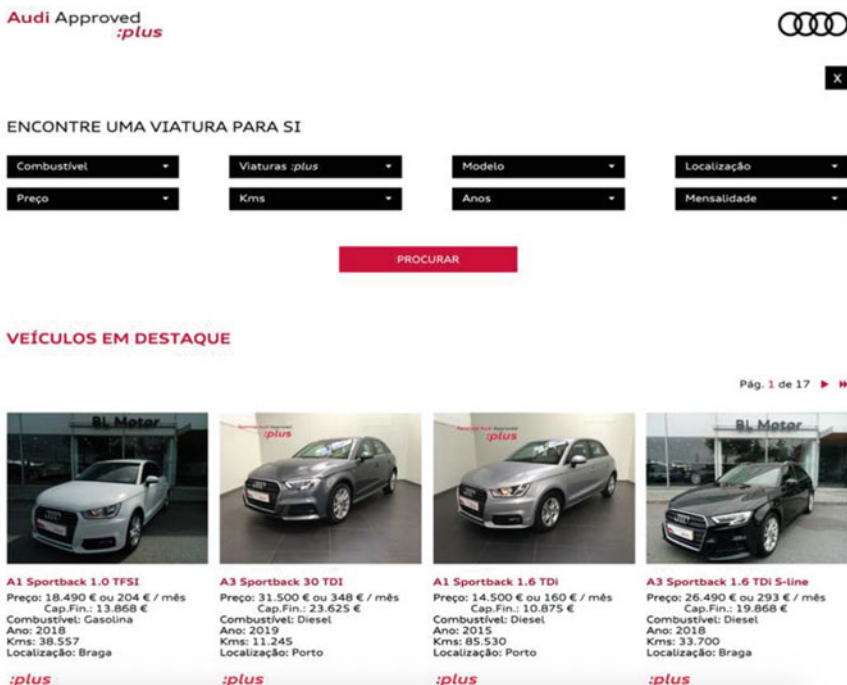 Audi Approved
:plus
X
ENCONTRE UMA VIATURA PARA SI
Combustível
Viaturas :plus
Modelo
Localização
Preço
Kms
Anos
Mensalidade
PROCURAR
VEÍCULOS EM DESTAQUE
Pág. 1 de 17
BL Motor
Audi Approved
:plus
:plus
BL Motor
A1 Sportback 1.0 TFSI
Preço: 18.490 € ou 204 € / mês
Cap.Fin.: 13.868 €
Combustível: Gasolina
Ano: 2018
Kms: 38.557
Localização: Braga
:plus
A3 Sportback 30 TDI
Preço: 31.500 € ou 348 € / mês
Cap.Fin.: 23.625 €
Combustível: Diesel
Ano: 2019
Kms: 11.245
Localização: Porto
:plus
A1 Sportback 1.6 TDi
Preço: 14.500 € ou 160 € / mês
Cap.Fin.: 10.875 €
Combustível: Diesel
Ano: 2015
Kms: 85.530
Localização: Porto
:plus
A3 Sportback 1.6 TDi S-line
Preço: 26.490 € ou 293 € / mês
Cap.Fin.: 19.868 €
Combustível: Diesel
Ano: 2018
Kms: 33.700
Localização: Braga
:plus